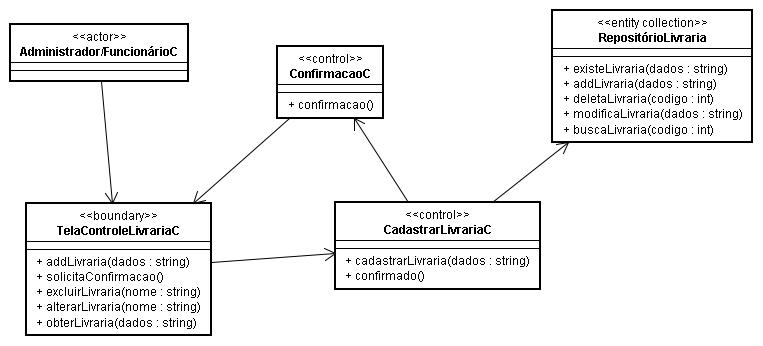 <<actor>>
Administrador/FuncionárioC
<<control>>
ConfirmacaoC
+ confirmacao()
<<entity collection>>
RepositórioLivraria
+ existeLivraria(dados : string)
+ addLivraria(dados : string)
+ deletaLivraria(codigo : int)
+ modificaLivraria(dados : string)
+ buscaLivraria(codigo : int)
<<boundary>>
TelaControleLivrariaC
+ addLivraria(dados : string)
+ solicitaConfirmacao()
+ excluirLivraria(nome : string)
+ alterarLivraria(nome : string)
+ obterLivraria(dados : string)
<<control>>
CadastrarLivrariaC
+ cadastrarLivraria(dados : string)
+ confirmado()